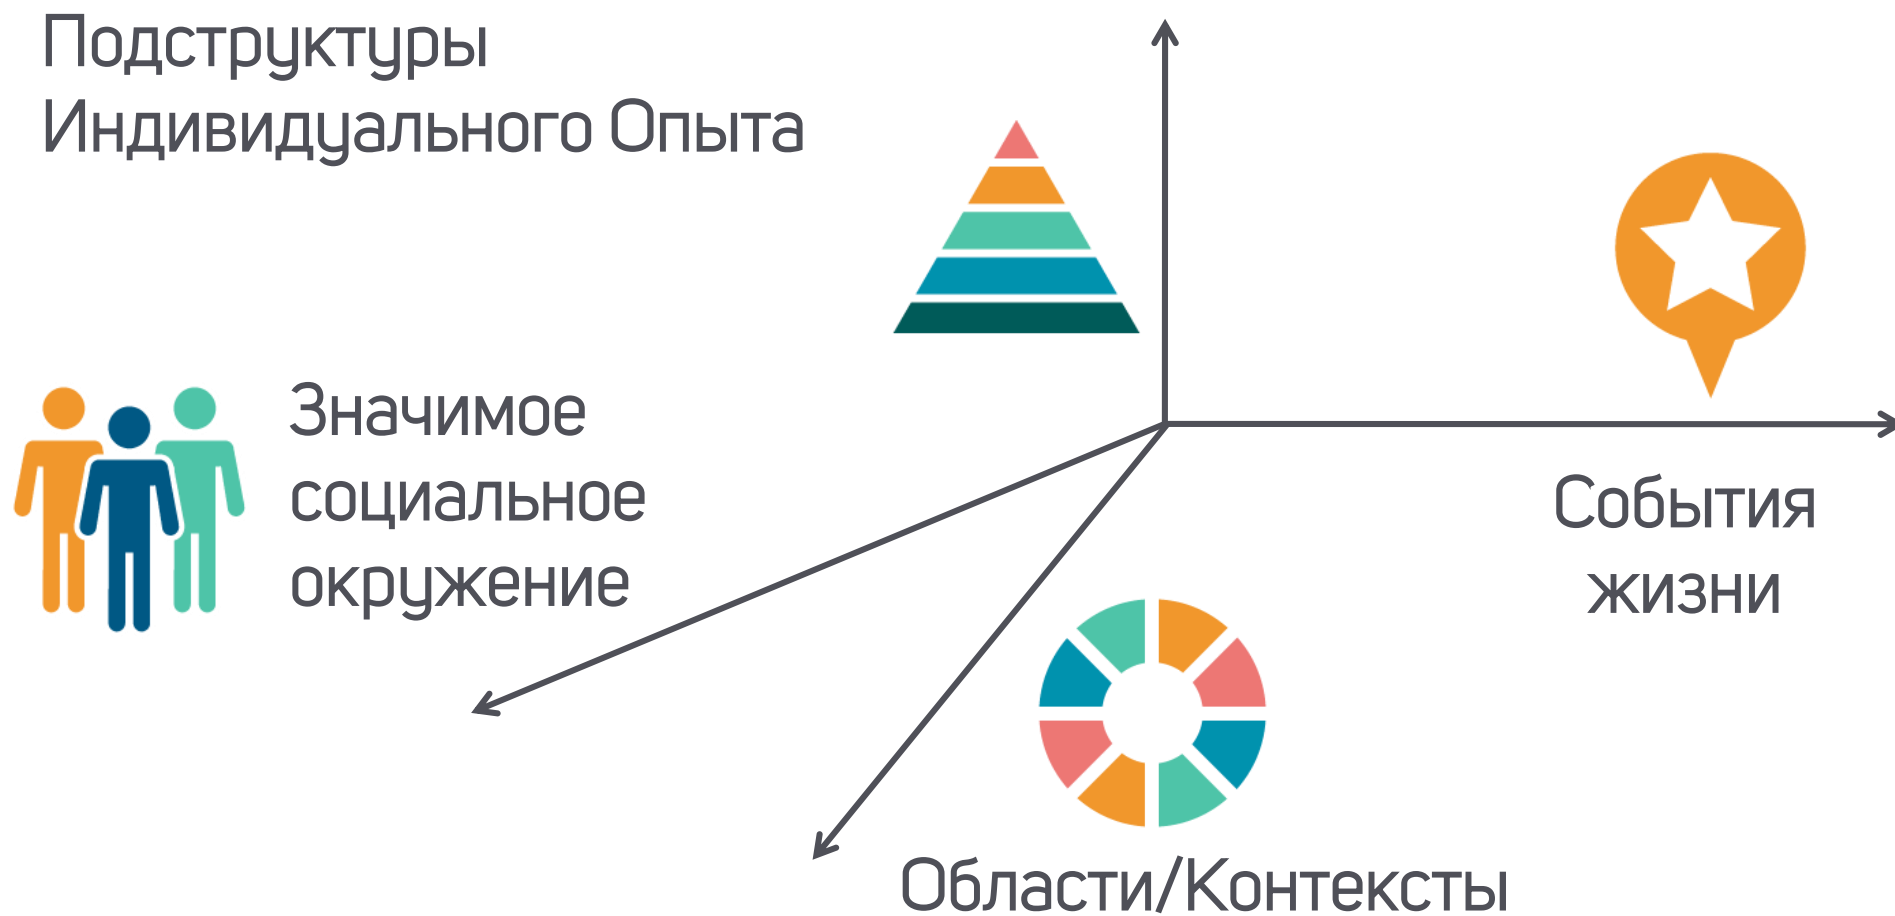 Подструктуры
Индивидуального Опыта
Значимое
социальное
окружение
События
жизни
Области/Контексты